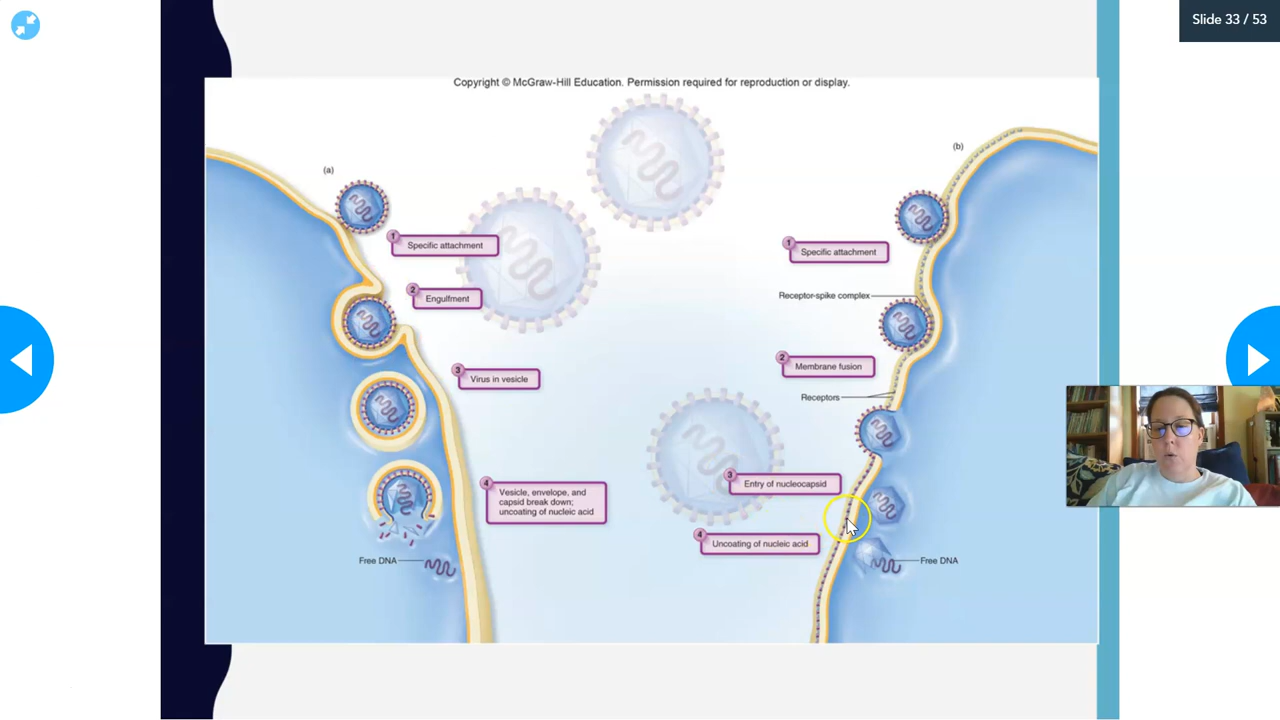 Slide 33 / 53
Copyright © McGraw-Hill Education. Permission required for reproduction or display.
(a)
1
Specific attachment
2
Engulfment
3
Virus in vesicle
4
Vesicle, envelope, and
capsid break down;
uncoating of nucleic acid
Free DNA
(b)
1
Specific attachment
Receptor-spike complex
2
Membrane fusion
Receptors
3
Entry of nucleocapsid
4
Uncoating of nucleic acid
Free DNA